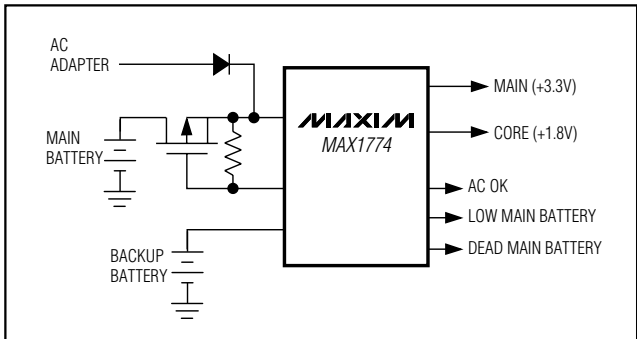 AC
ADAPTER
MAIN
BATTERY
BACKUP
BATTERY
MAXIM
MAX1774
MAIN (+3.3V)
CORE (+1.8V)
AC OK
LOW MAIN BATTERY
DEAD MAIN BATTERY